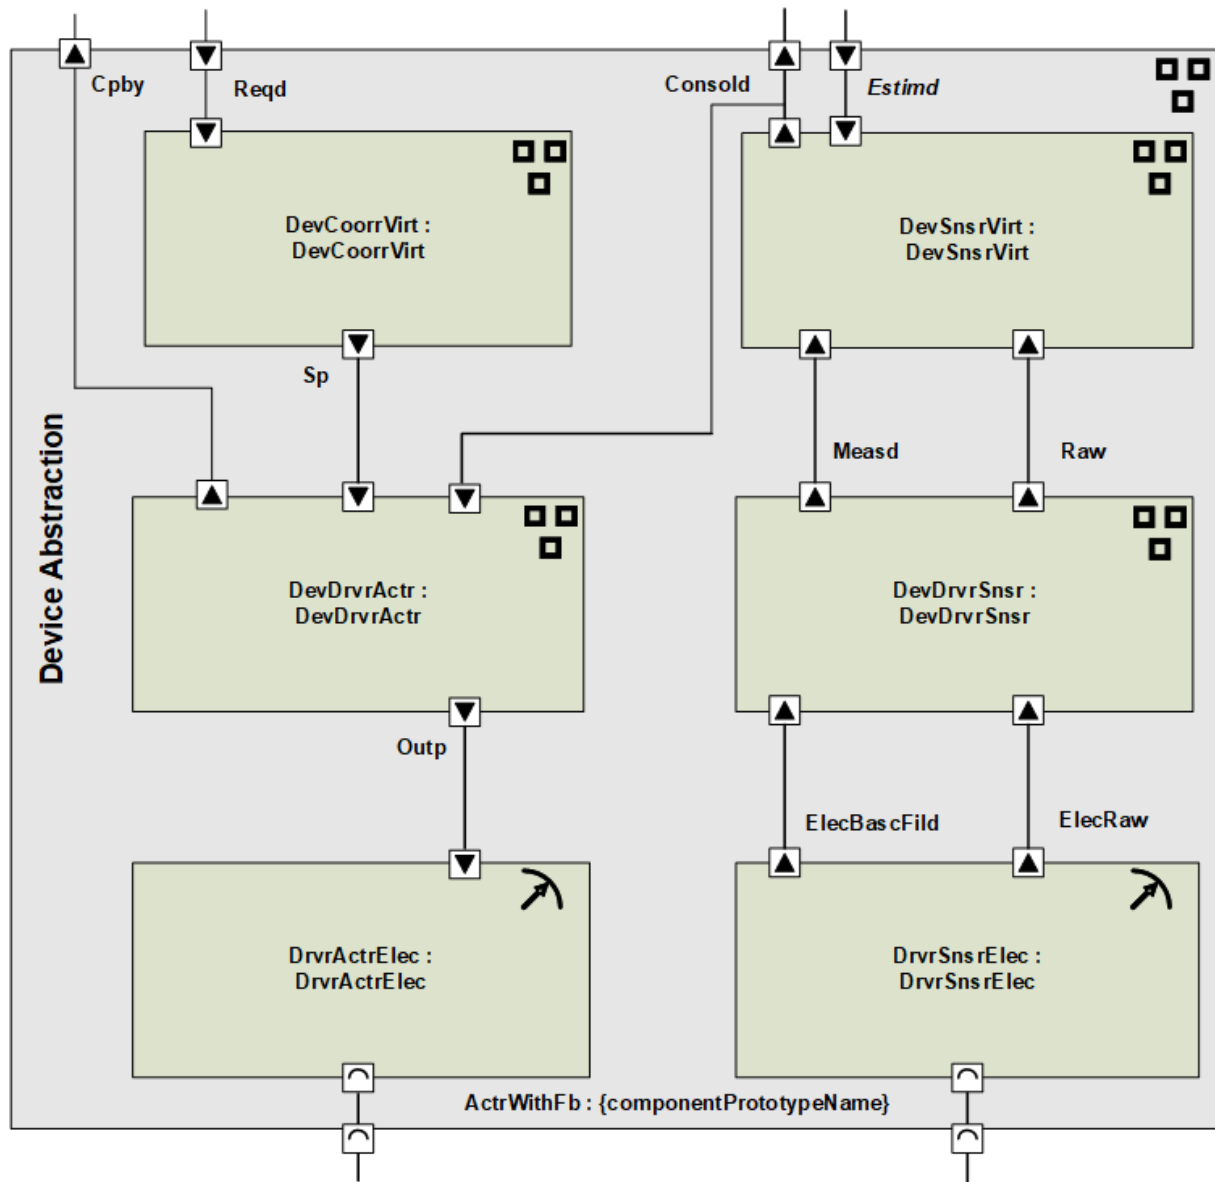 Cpby
Reqd
Consold
Estimd
DevCoorrVirt :
DevCoorrVirt
DevSnsrVirt :
DevSnsrVirt
Sp
Measd
Raw
Device Abstraction
DevDrvrActr :
DevDrvrActr
DevDrvrSnsr :
DevDrvrSnsr
Outp
ElecBascFild
ElecRaw
DrvrActrElec :
DrvrActrElec
DrvrSnsrElec :
DrvrSnsrElec
ActrWithFb : {componentPrototypeName}